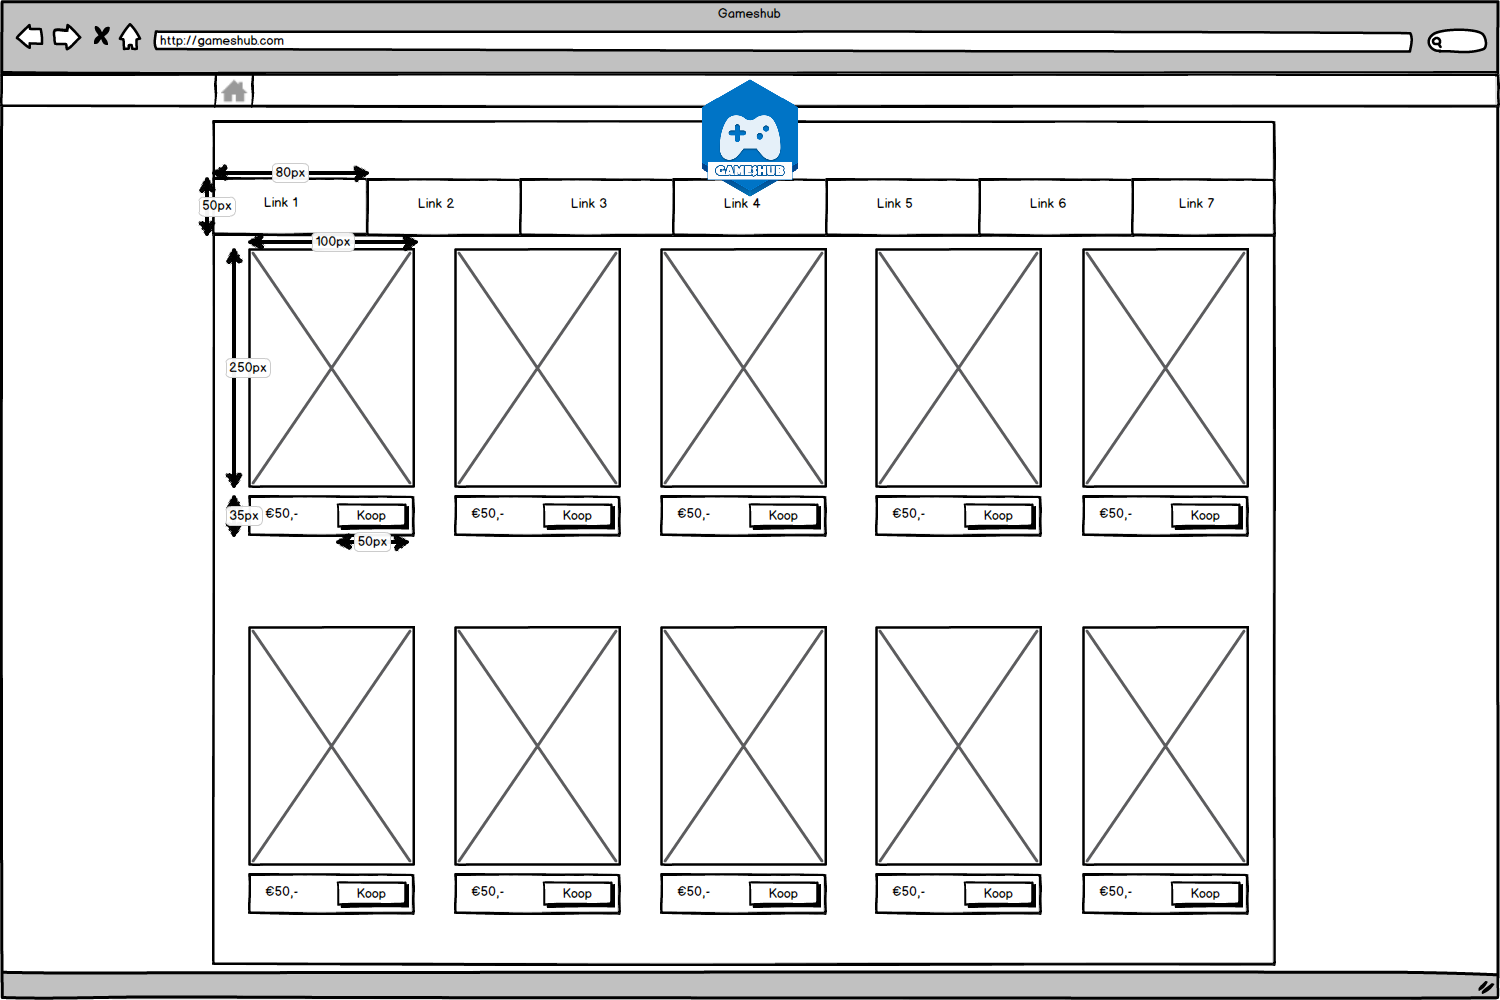 Gameshub
http://gameshub.com
GAMESHUB
80px
50px
Link 1
Link 2
Link 3
Link 4
Link 5
Link 6
Link 7
100px
250px
35px
€50,-
Koop
€50,-
Koop
€50,-
Koop
€50,-
Koop
€50,-
Koop
50px
€50,-
Koop
€50,-
Koop
€50,-
Koop
€50,-
Koop
€50,-
Koop